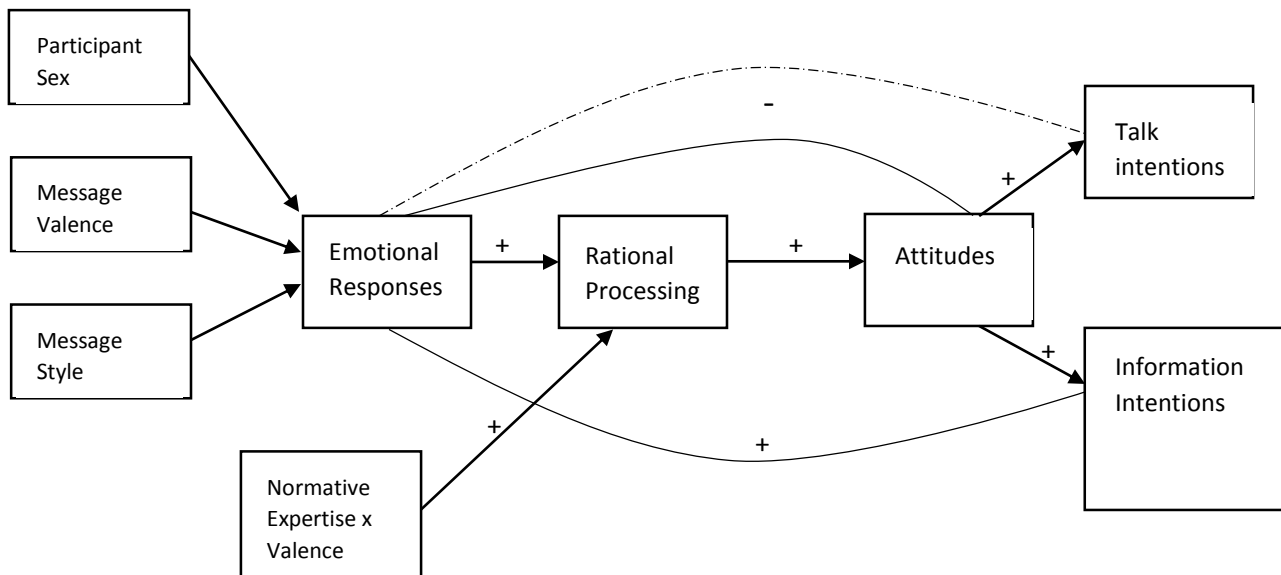 Participant
Sex
Message
Valence
Message
Style
Emotional
Responses
+
Rational
Processing
+
Attitudes
-
+
Talk
intentions
+
Information
Intentions
+
+
Normative
Expertise x
Valence